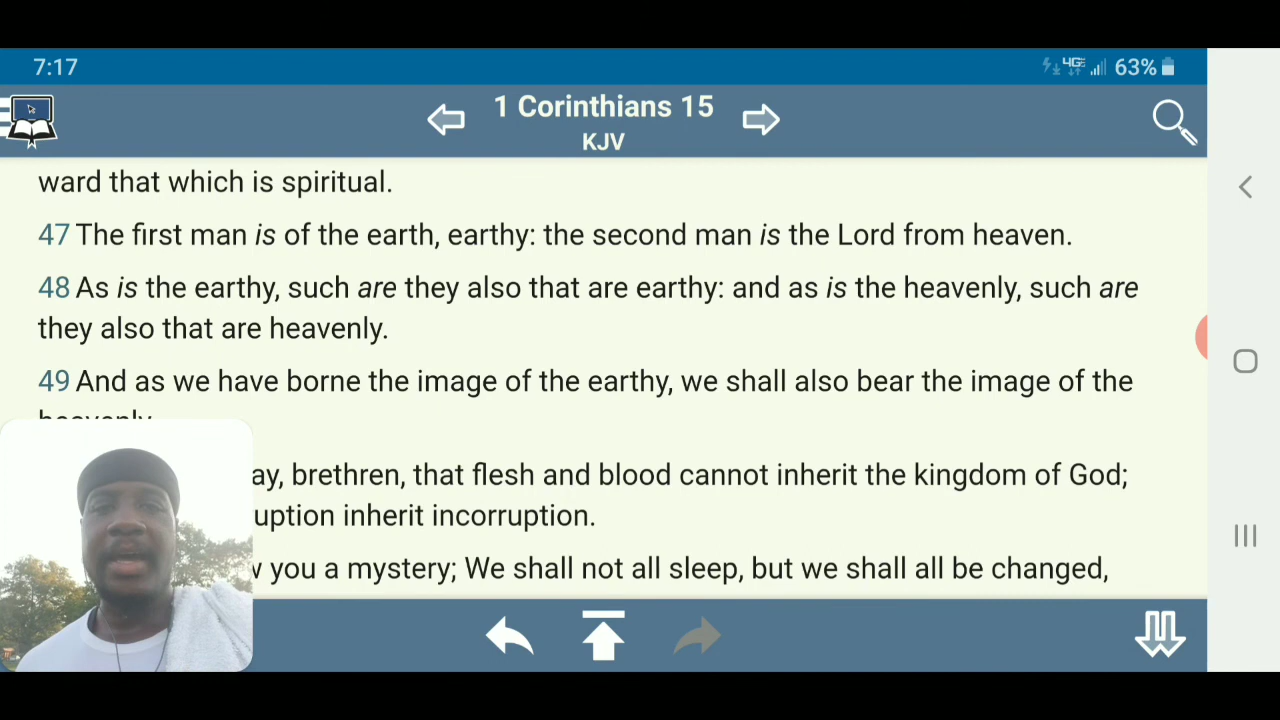 7:17
4GE 63%
1 Corinthians 15
KJV
ward that which is spiritual.
47 The first man is of the earth, earthy: the second man is the Lord from heaven.
48 As is the earthy, such are they also that are earthy: and as is the heavenly, such are
they also that are heavenly.
49 And as we have borne the image of the earthy, we shall also bear the image of the
heavenly
ay, brethren, that flesh and blood cannot inherit the kingdom of God;
uption inherit incorruption.
you a mystery; We shall not all sleep, but we shall all be changed,